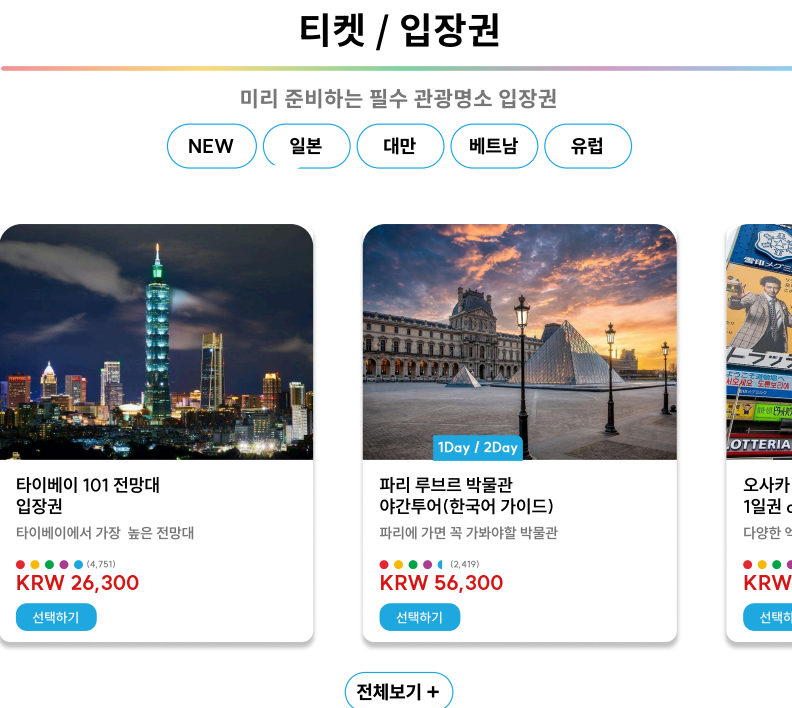 티켓 / 입장권
미리 준비하는 필수 관광명소 입장권
NEW
일본
대만
베트남
유럽
1Day / 2Day
타이베이 101 전망대
입장권
타이베이에서 가장 높은 전망대
(4,751)
KRW 26,300
선택하기
파리 루브르 박물관
야간투어(한국어 가이드)
파리에 가면 꼭 가봐야할 박물관
(2,419)
KRW 56,300
선택하기
OTTERIA
오사카
1일권
다양한
KRW
선택하
전체보기 +